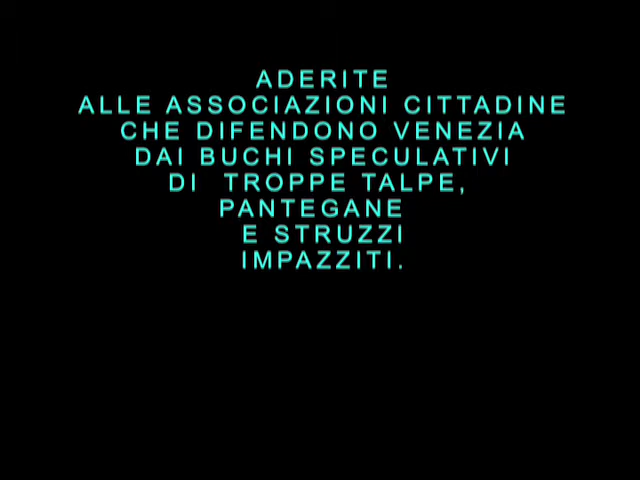 ADERITE
ALLE ASSOCIAZIONI CITTADINE
CHE DIFENDONO VENEZIA
DAI BUCHI SPECULATIVI
DI TROPPE TALPE,
PANTEGANE
E STRUZZI
IMPAZZITI.